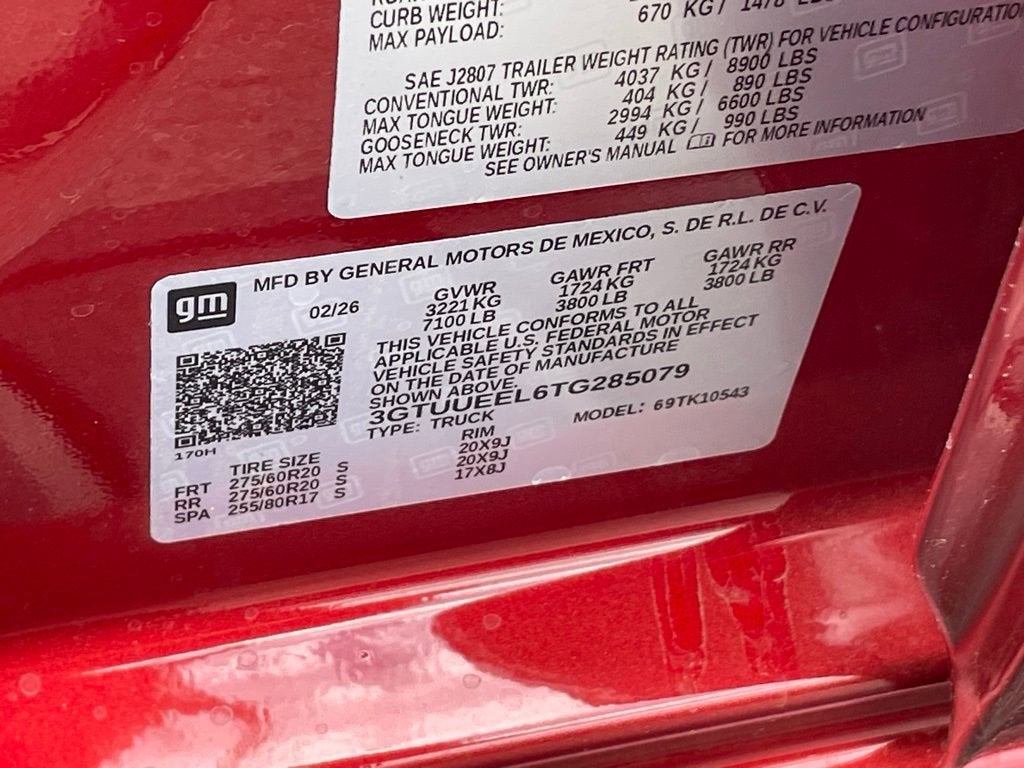 CURB WEIGHT:
MAX PAYLOAD: 670 KG/ 1478
SAE J2807 TRAILER WEIGHT RATING (TWR) FOR VEHICLE CONFIGURATION
CONVENTIONAL TWR: 4037 KG/ 8900 LBS
MAX TONGUE WEIGHT: 404 KG/ 890 LBS
GOOSENECK TWR: 2994 KG/ 6600 LBS
MAX TONGUE WEIGHT: 449 KG/ 990 LBS
SEE OWNER'S MANUAL FOR MORE INFORMATION
gm
MFD BY GENERAL MOTORS DE MEXICO, S. DE R.L. DE C.V.
02/26 GVWR GAWR FRT GAWR RR
3221 KG 1724 KG 1724 KG
7100 LB 3800 LB 3800 LB
THIS VEHICLE CONFORMS TO ALL
APPLICABLE U.S. FEDERAL MOTOR
VEHICLE SAFETY STANDARDS IN EFFECT
ON THE DATE OF MANUFACTURE
SHOWN ABOVE.
3GTUUEEL6TG285079
TYPE: TRUCK MODEL: 69TK10543
170H
TIRE SIZE RIM
FRT 275/60R20 S 20X9J
RR 275/60R20 S 20X9J
SPA 255/80R17 S 17X8J